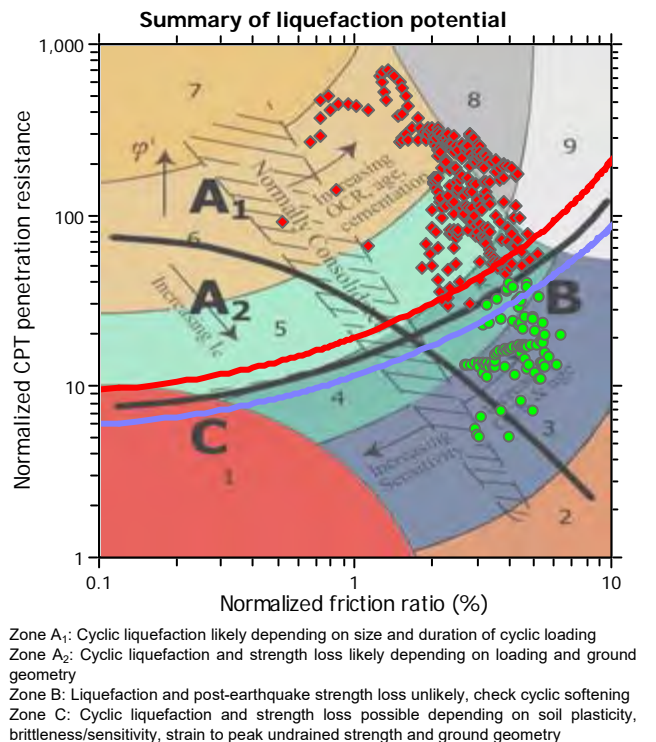 Summary of liquefaction potential
Normalized CPT penetration resistance
1,000
100
10
1
7
8
9
φ'
A1
Normally Consolid
Increasing
OCR, age,
cementation
6
A2
Increasing Ic
5
B
4
C
3
Increasing
Sensitivity
& age
1
2
0.1
1
10
Normalized friction ratio (%)
Zone A1: Cyclic liquefaction likely depending on size and duration of cyclic loading
Zone A2: Cyclic liquefaction and strength loss likely depending on loading and ground
geometry
Zone B: Liquefaction and post-earthquake strength loss unlikely, check cyclic softening
Zone C: Cyclic liquefaction and strength loss possible depending on soil plasticity,
brittleness/sensitivity, strain to peak undrained strength and ground geometry